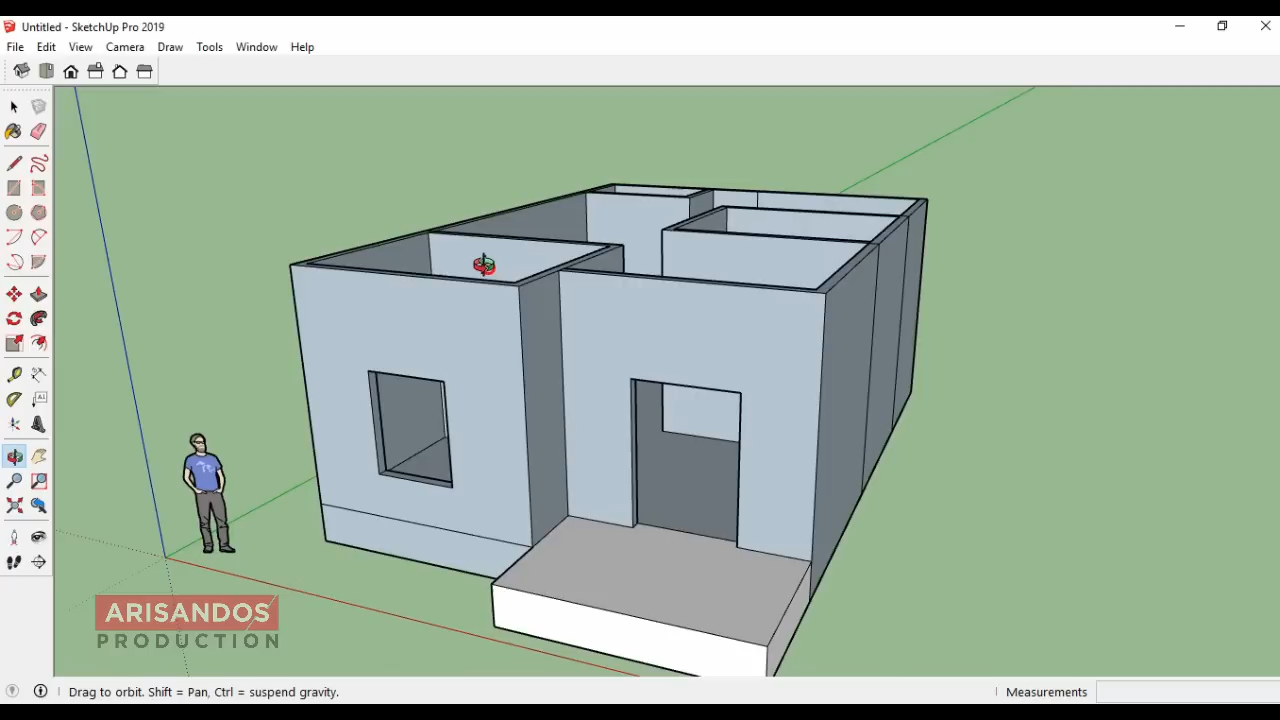 Untitled - SketchUp Pro 2019
File Edit View Camera Draw Tools Window Help
A1
ARISANDOS
PRODUCTION
Drag to orbit. Shift = Pan, Ctrl = suspend gravity.
Measurements